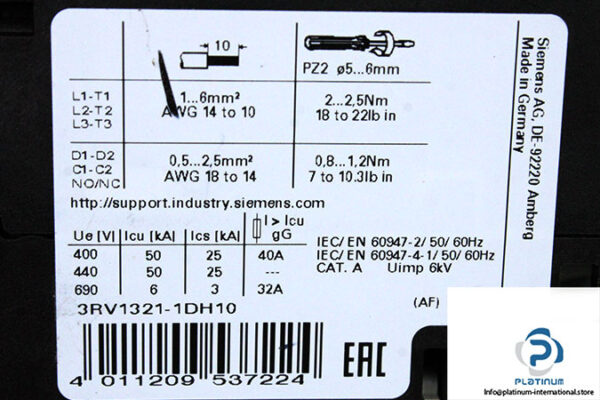 10
PZ2 ø5...6mm
L1-T1
L2-T2
L3-T3
1...6mm²
AWG 14 to 10
2...2,5Nm
18 to 22lb in
D1-D2
C1-C2
NO/NC
0,5...2,5mm²
AWG 18 to 14
0,8...1,2Nm
7 to 10.3lb in
http://support.industry.siemens.com
Ue [V] Icu [kA] Ics [kA] I > Icu gG
400 50 25 40A
440 50 25 ---
690 6 3 32A
IEC/ EN 60947-2/ 50/ 60Hz
IEC/ EN 60947-4-1/ 50/ 60Hz
CAT. A Uimp 6kV
3RV1321-1DH10
(AF)
4 011209 537224
EAC
Siemens AG, DE-92220 Amberg
Made in Germany
PLATINUM
Info@platinum-international.store